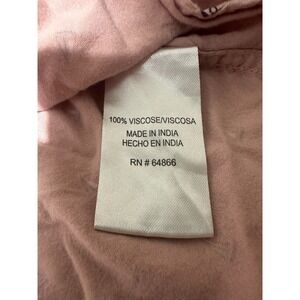 100% VISCOSE/VISCOSA
MADE IN INDIA
HECHO EN INDIA
RN # 64866